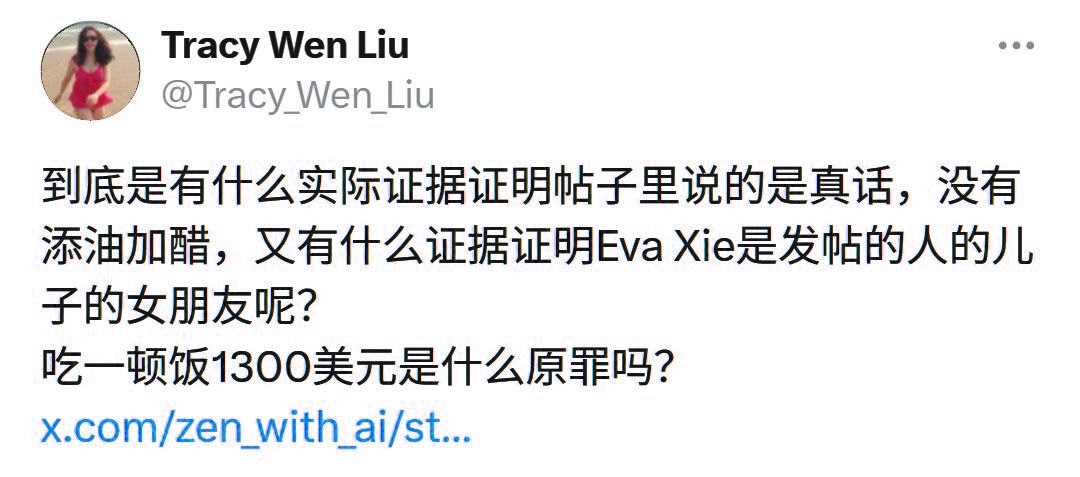 Tracy Wen Liu
@Tracy_Wen_Liu
到底是有什么实际证据证明帖子里说的是真话，没有
添油加醋，又有什么证据证明Eva Xie是发帖的人的儿
子的女朋友呢？
吃一顿饭1300美元是什么原罪吗？
x.com/zen_with_ai/st...